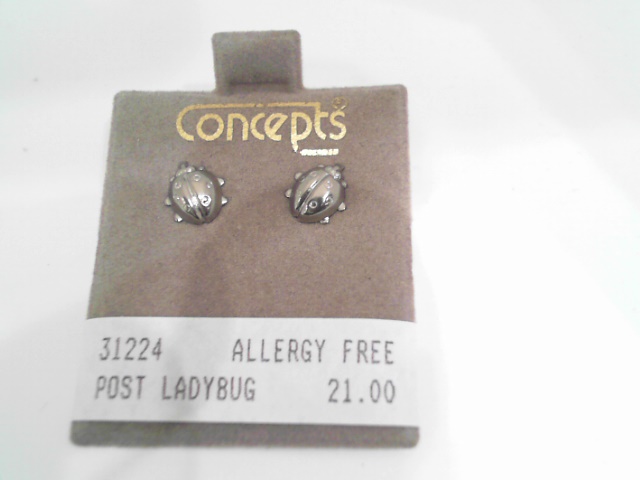 Concepts
31224 ALLERGY FREE
POST LADYBUG 21.00